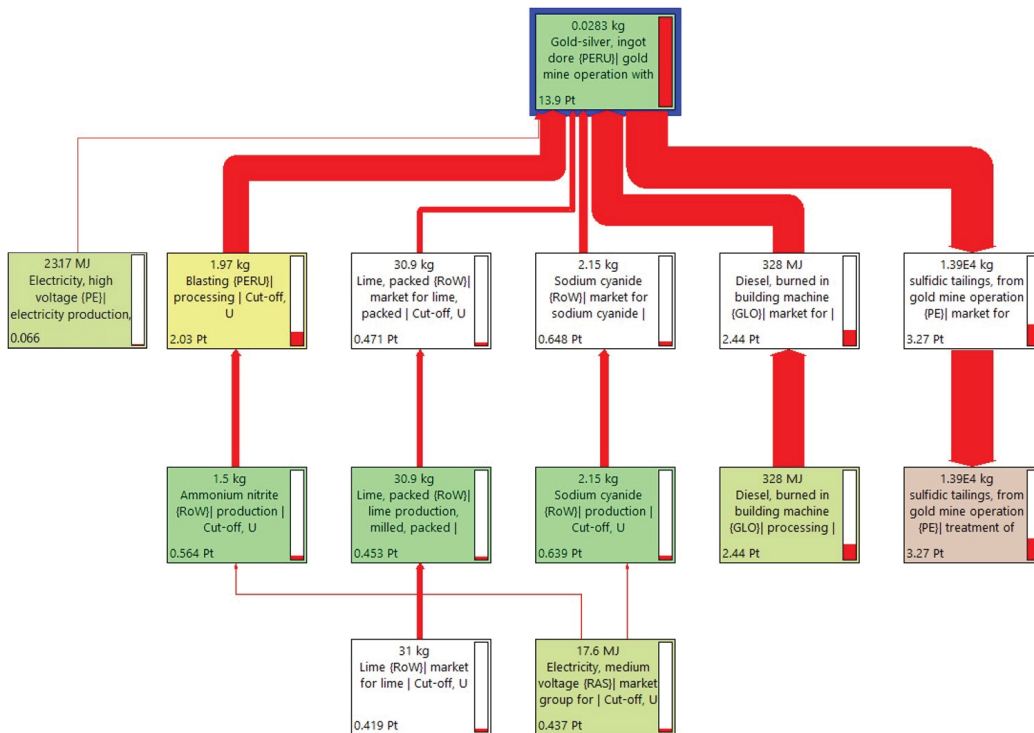 0.0283 kg
Gold-silver, ingot
dore {PERU}| gold
mine operation with
13.9 Pt
23.17 MJ
Electricity, high
voltage {PE}|
electricity production,
0.066
1.97 kg
Blasting {PERU}|
processing | Cut-off,
U
2.03 Pt
30.9 kg
Lime, packed {RoW}|
market for lime,
packed | Cut-off, U
0.471 Pt
2.15 kg
Sodium cyanide
{RoW}| market for
sodium cyanide |
0.648 Pt
328 MJ
Diesel, burned in
building machine
{GLO}| market for |
2.44 Pt
1.39E4 kg
sulfidic tailings, from
gold mine operation
{PE}| market for
3.27 Pt
1.5 kg
Ammonium nitrite
{RoW}| production |
Cut-off, U
0.564 Pt
30.9 kg
Lime, packed {RoW}|
lime production,
milled, packed |
0.453 Pt
2.15 kg
Sodium cyanide
{RoW}| production |
Cut-off, U
0.639 Pt
328 MJ
Diesel, burned in
building machine
{GLO}| processing |
2.44 Pt
1.39E4 kg
sulfidic tailings, from
gold mine operation
{PE}| treatment of
3.27 Pt
31 kg
Lime {RoW}| market
for lime | Cut-off, U
0.419 Pt
17.6 MJ
Electricity, medium
voltage {RAS}| market
group for | Cut-off, U
0.437 Pt